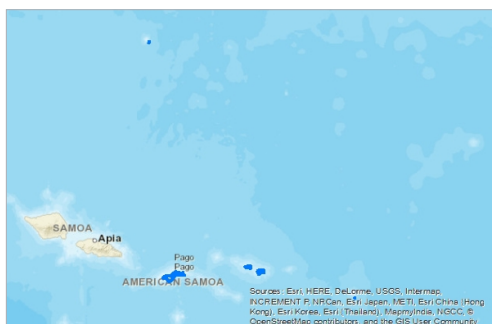 SAMOA
Apia
Pago
Pago
AMERICAN SAMOA
Sources: Esri, HERE, DeLorme, USGS, Intermap,
INCREMENT P, NRCan, Esri Japan, METI, Esri China (Hong
Kong), Esri Korea, Esri (Thailand), MapmyIndia, NGCC, ©
OpenStreetMap contributors, and the GIS User Community